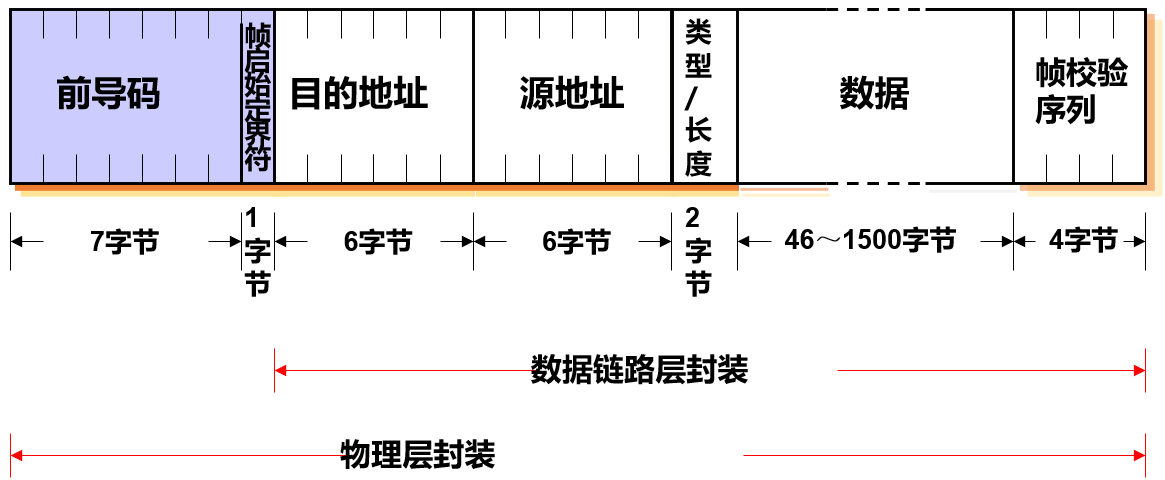 前导码
帧启始定界符
目的地址
源地址
类型/长度
数据
帧校验
序列
7字节
1字节
6字节
6字节
2字节
46～1500字节
4字节
数据链路层封装
物理层封装